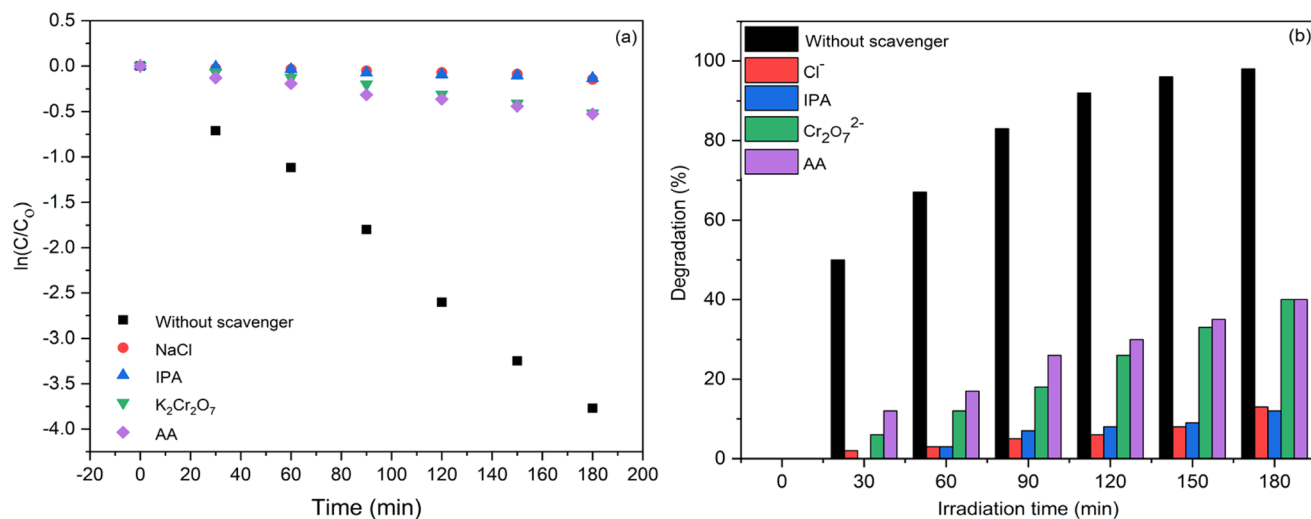 (a)
ln(C/C₀)
0.5
0.0
-0.5
-1.0
-1.5
-2.0
-2.5
-3.0
-3.5
-4.0
Without scavenger
NaCl
IPA
K₂Cr₂O₇
AA
-20 0 20 40 60 80 100 120 140 160 180 200
Time (min)
(b)
Degradation (%)
100
80
60
40
20
0
Without scavenger
Cl⁻
IPA
Cr₂O₇²⁻
AA
0 30 60 90 120 150 180
Irradiation time (min)